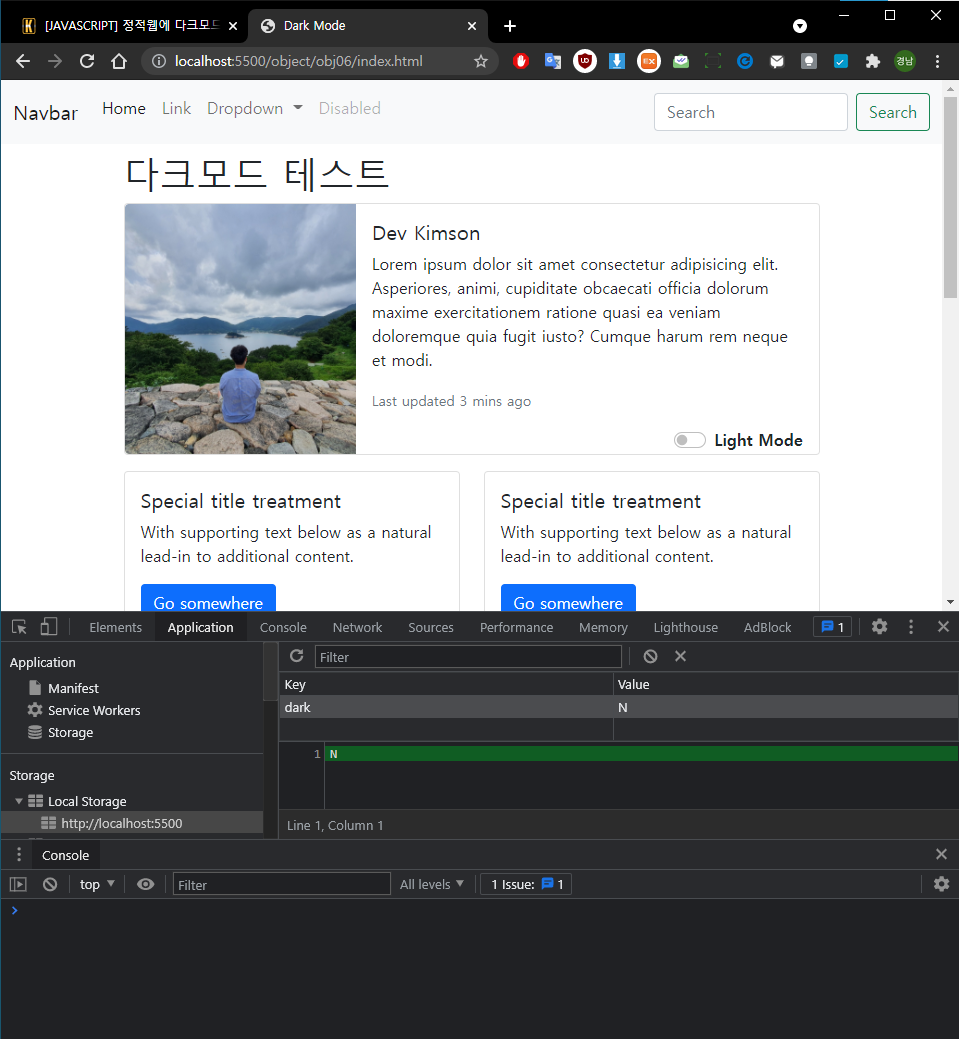 [JAVASCRIPT] 정적웹에 다크모드
Dark Mode
localhost:5500/object/obj06/index.html
경남
Navbar Home Link Dropdown Disabled Search Search
다크모드 테스트
Dev Kimson
Lorem ipsum dolor sit amet consectetur adipisicing elit.
Asperiores, animi, cupiditate obcaecati officia dolorum
maxime exercitationem ratione quasi ea veniam
doloremque quia fugit iusto? Cumque harum rem neque
et modi.
Last updated 3 mins ago
Light Mode
Special title treatment
With supporting text below as a natural
lead-in to additional content.
Go somewhere
Special title treatment
With supporting text below as a natural
lead-in to additional content.
Go somewhere
Elements Application Console Network Sources Performance Memory Lighthouse AdBlock 1
Application
Manifest
Service Workers
Storage
Storage
Local Storage
http://localhost:5500
Filter
Key Value
dark N
1 N
Line 1, Column 1
Console
top Filter All levels 1 Issue: 1